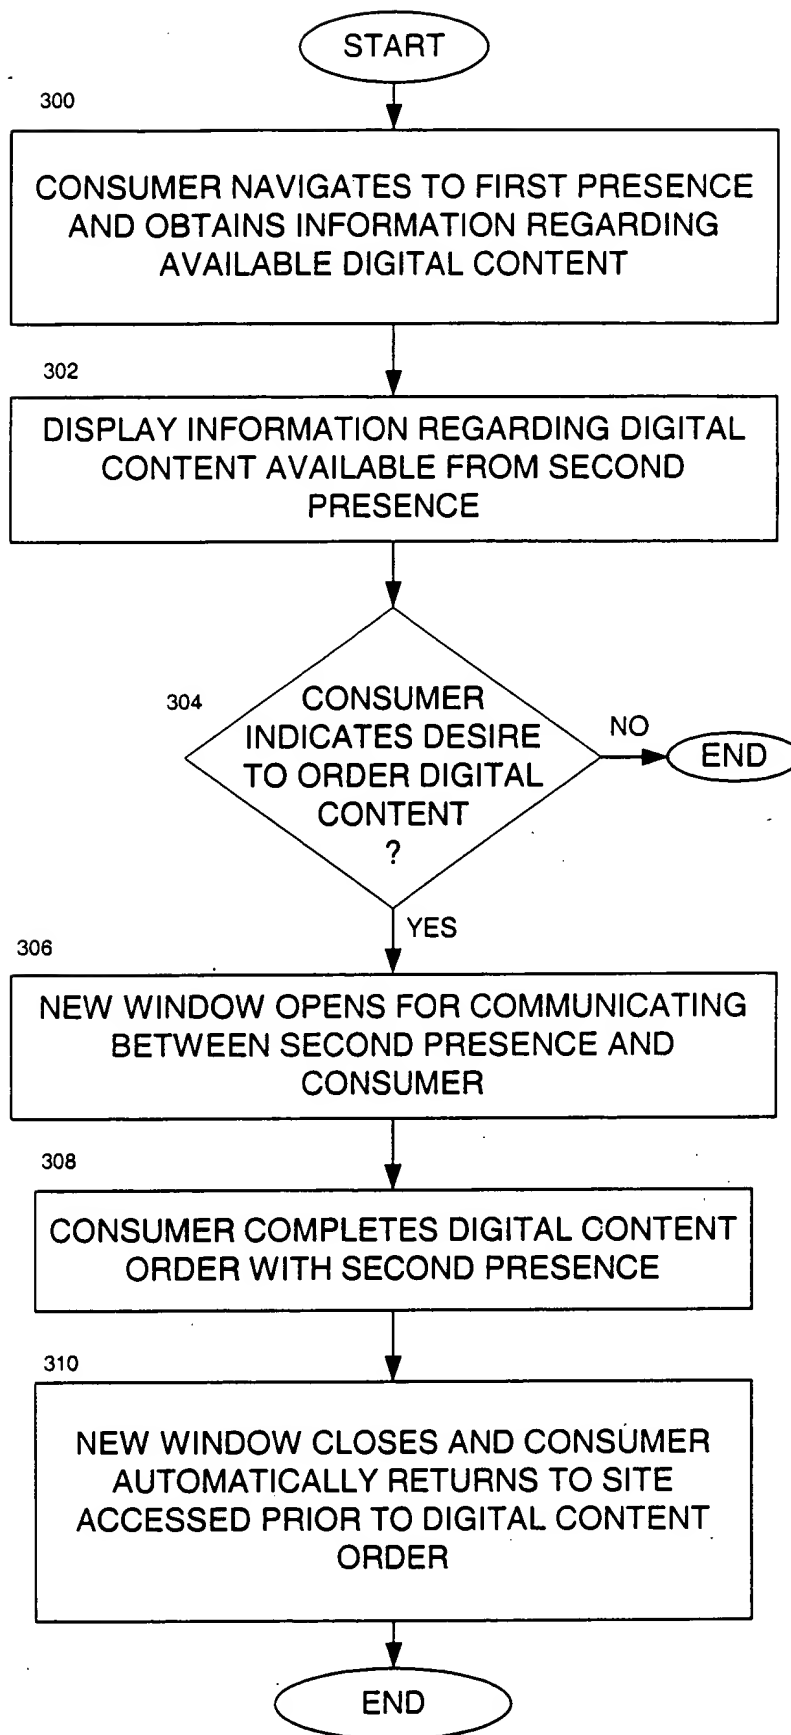 START
300
CONSUMER NAVIGATES TO FIRST PRESENCE
AND OBTAINS INFORMATION REGARDING
AVAILABLE DIGITAL CONTENT
302
DISPLAY INFORMATION REGARDING DIGITAL
CONTENT AVAILABLE FROM SECOND
PRESENCE
304
CONSUMER
INDICATES DESIRE
TO ORDER DIGITAL
CONTENT
?
NO
END
YES
306
NEW WINDOW OPENS FOR COMMUNICATING
BETWEEN SECOND PRESENCE AND
CONSUMER
308
CONSUMER COMPLETES DIGITAL CONTENT
ORDER WITH SECOND PRESENCE
310
NEW WINDOW CLOSES AND CONSUMER
AUTOMATICALLY RETURNS TO SITE
ACCESSED PRIOR TO DIGITAL CONTENT
ORDER
END